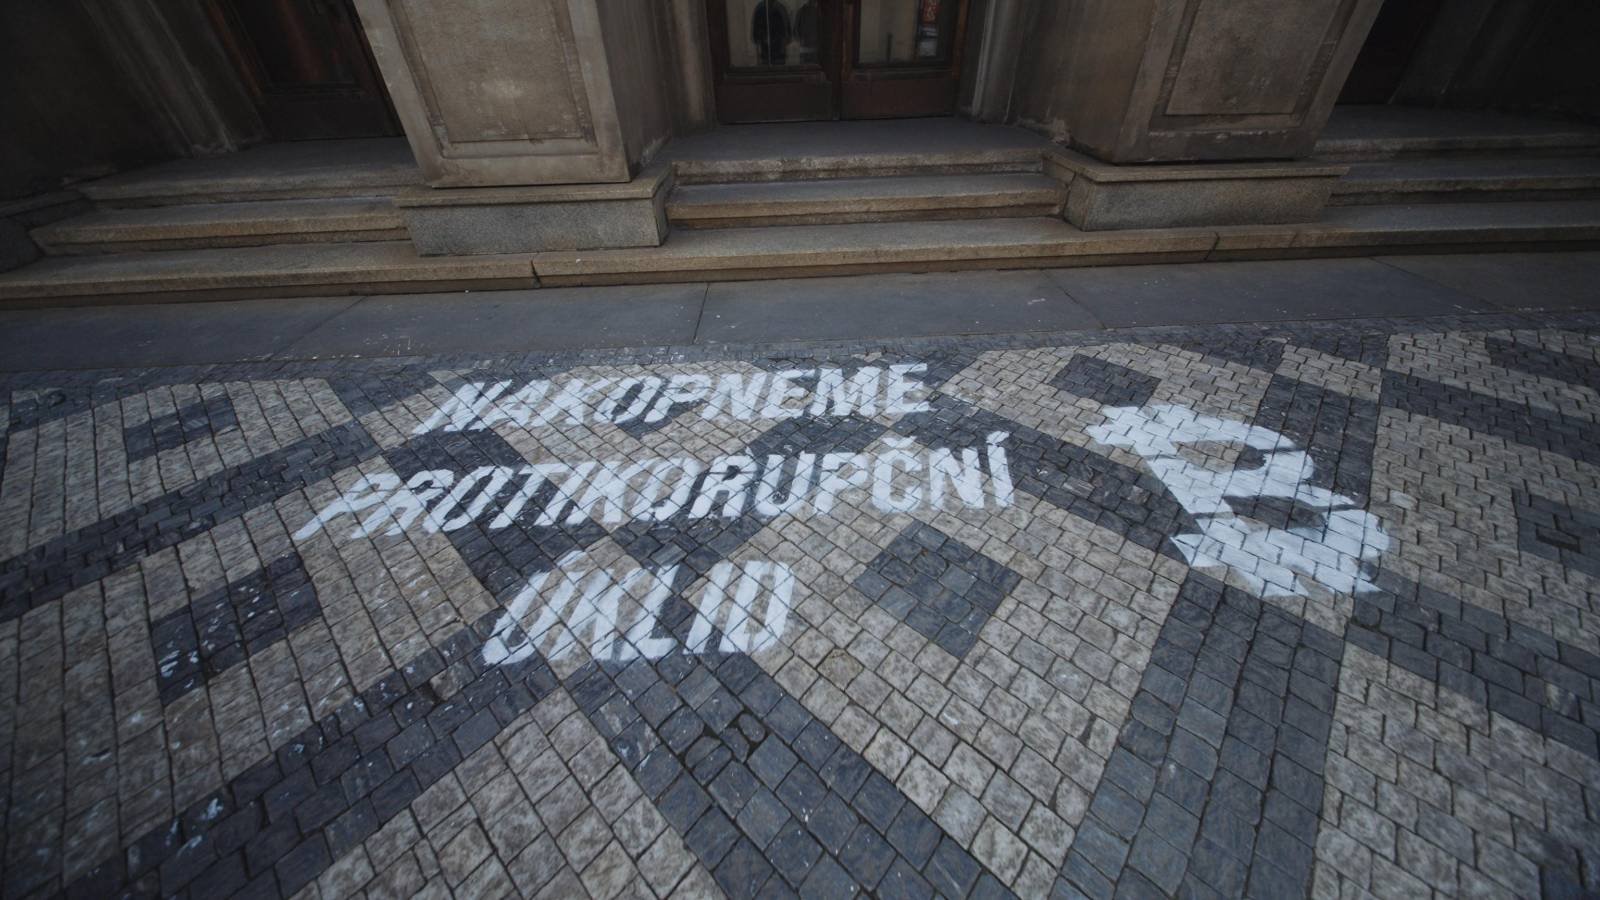 NAKOPNEME
PROTIKORUPČNÍ
ÚKLID
₿